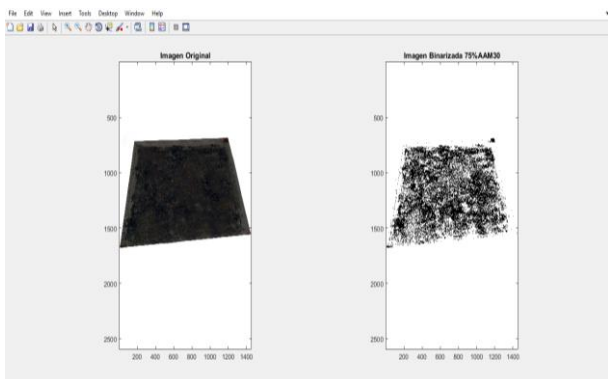 File Edit View Insert Tools Desktop Window Help
Imagen Original
500
1000
1500
2000
2500
200 400 600 800 1000 1200 1400
Imagen Binarizada 75%AAM30
500
1000
1500
2000
2500
200 400 600 800 1000 1200 1400